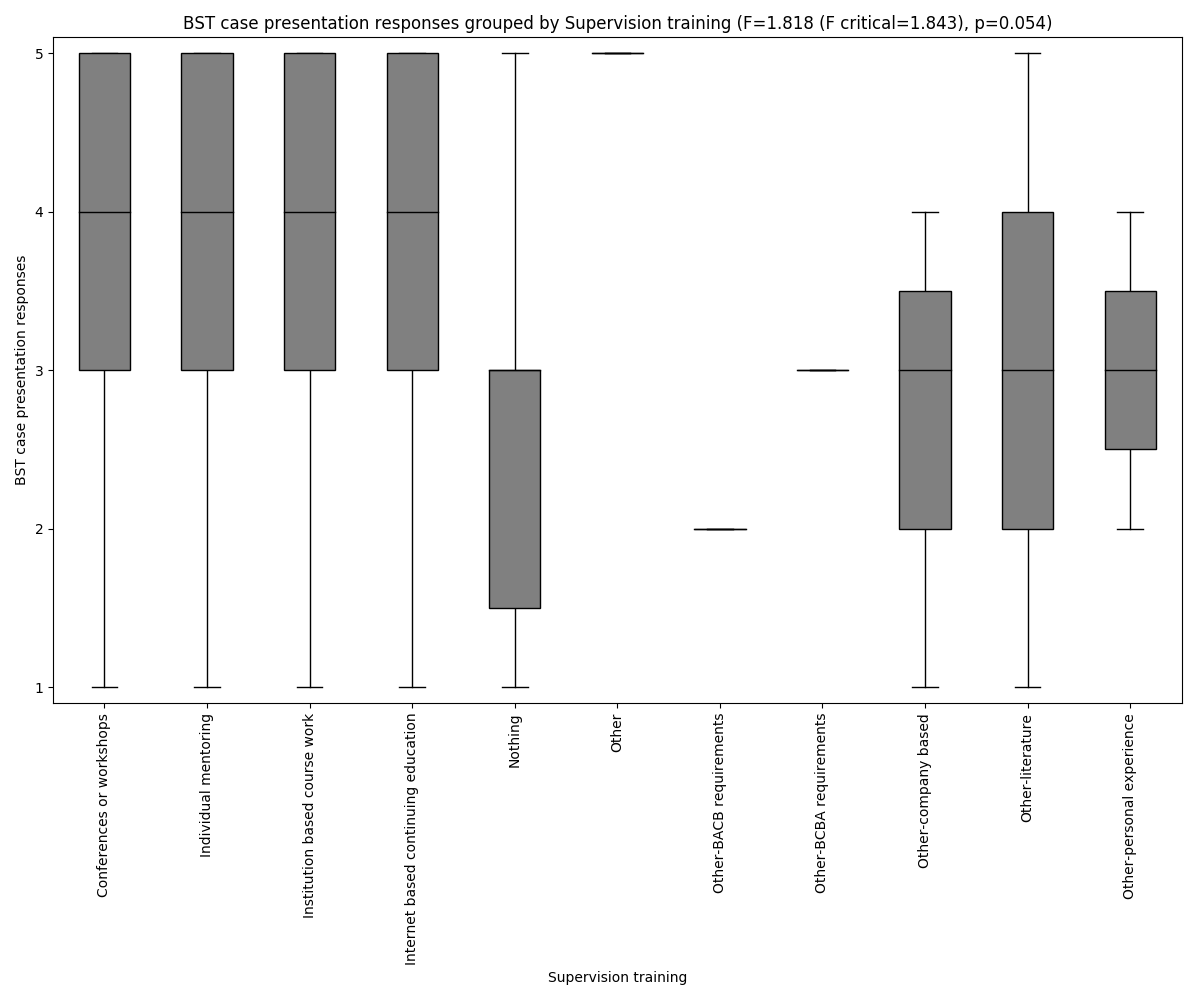 BST case presentation responses grouped by Supervision training (F=1.818 (F critical=1.843), p=0.054)
BST case presentation responses
5
4
3
2
1
Conferences or workshops
Individual mentoring
Institution based course work
Internet based continuing education
Nothing
Other
Other-BACB requirements
Other-BCBA requirements
Other-company based
Other-literature
Other-personal experience
Supervision training